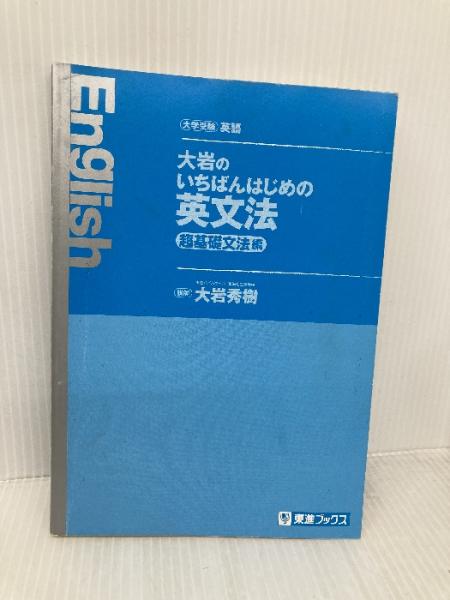 English
大学受験 英語
大岩の
いちばんはじめの
英文法
超基礎文法編
大岩秀樹
東進ブックス